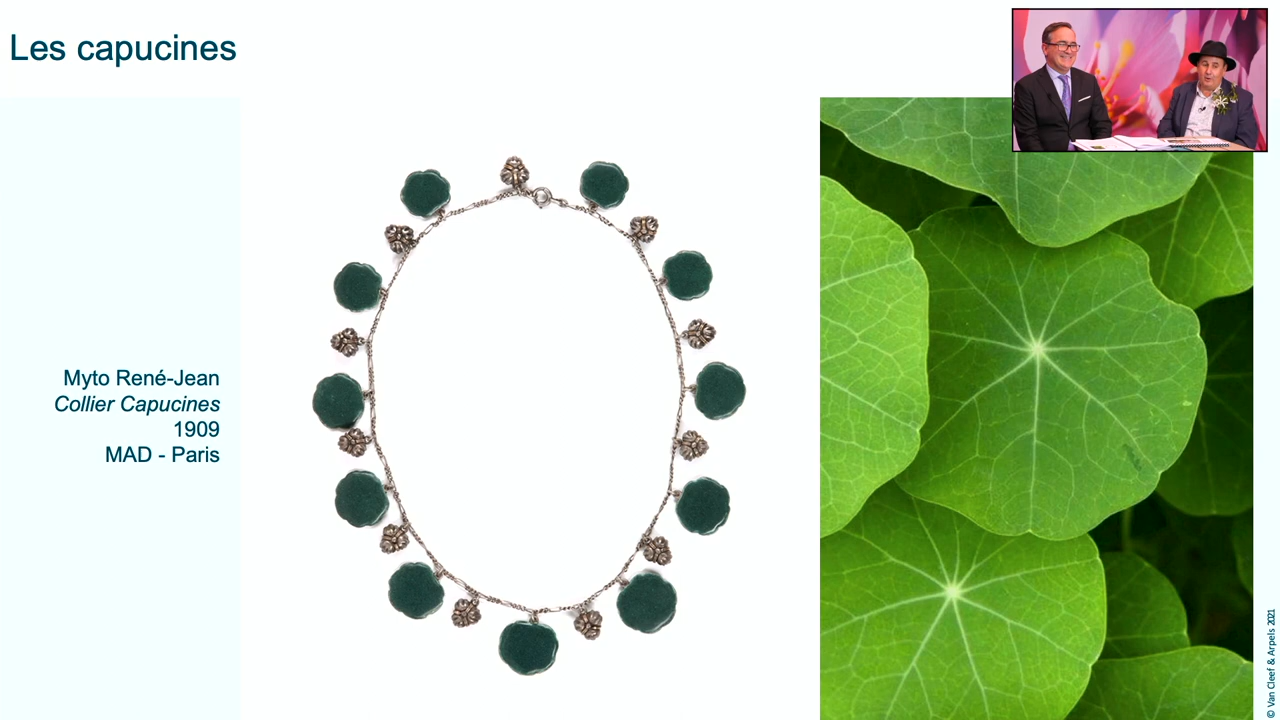 Les capucines
Myto René-Jean
Collier Capucines
1909
MAD - Paris
© Van Cleef & Arpels 2021